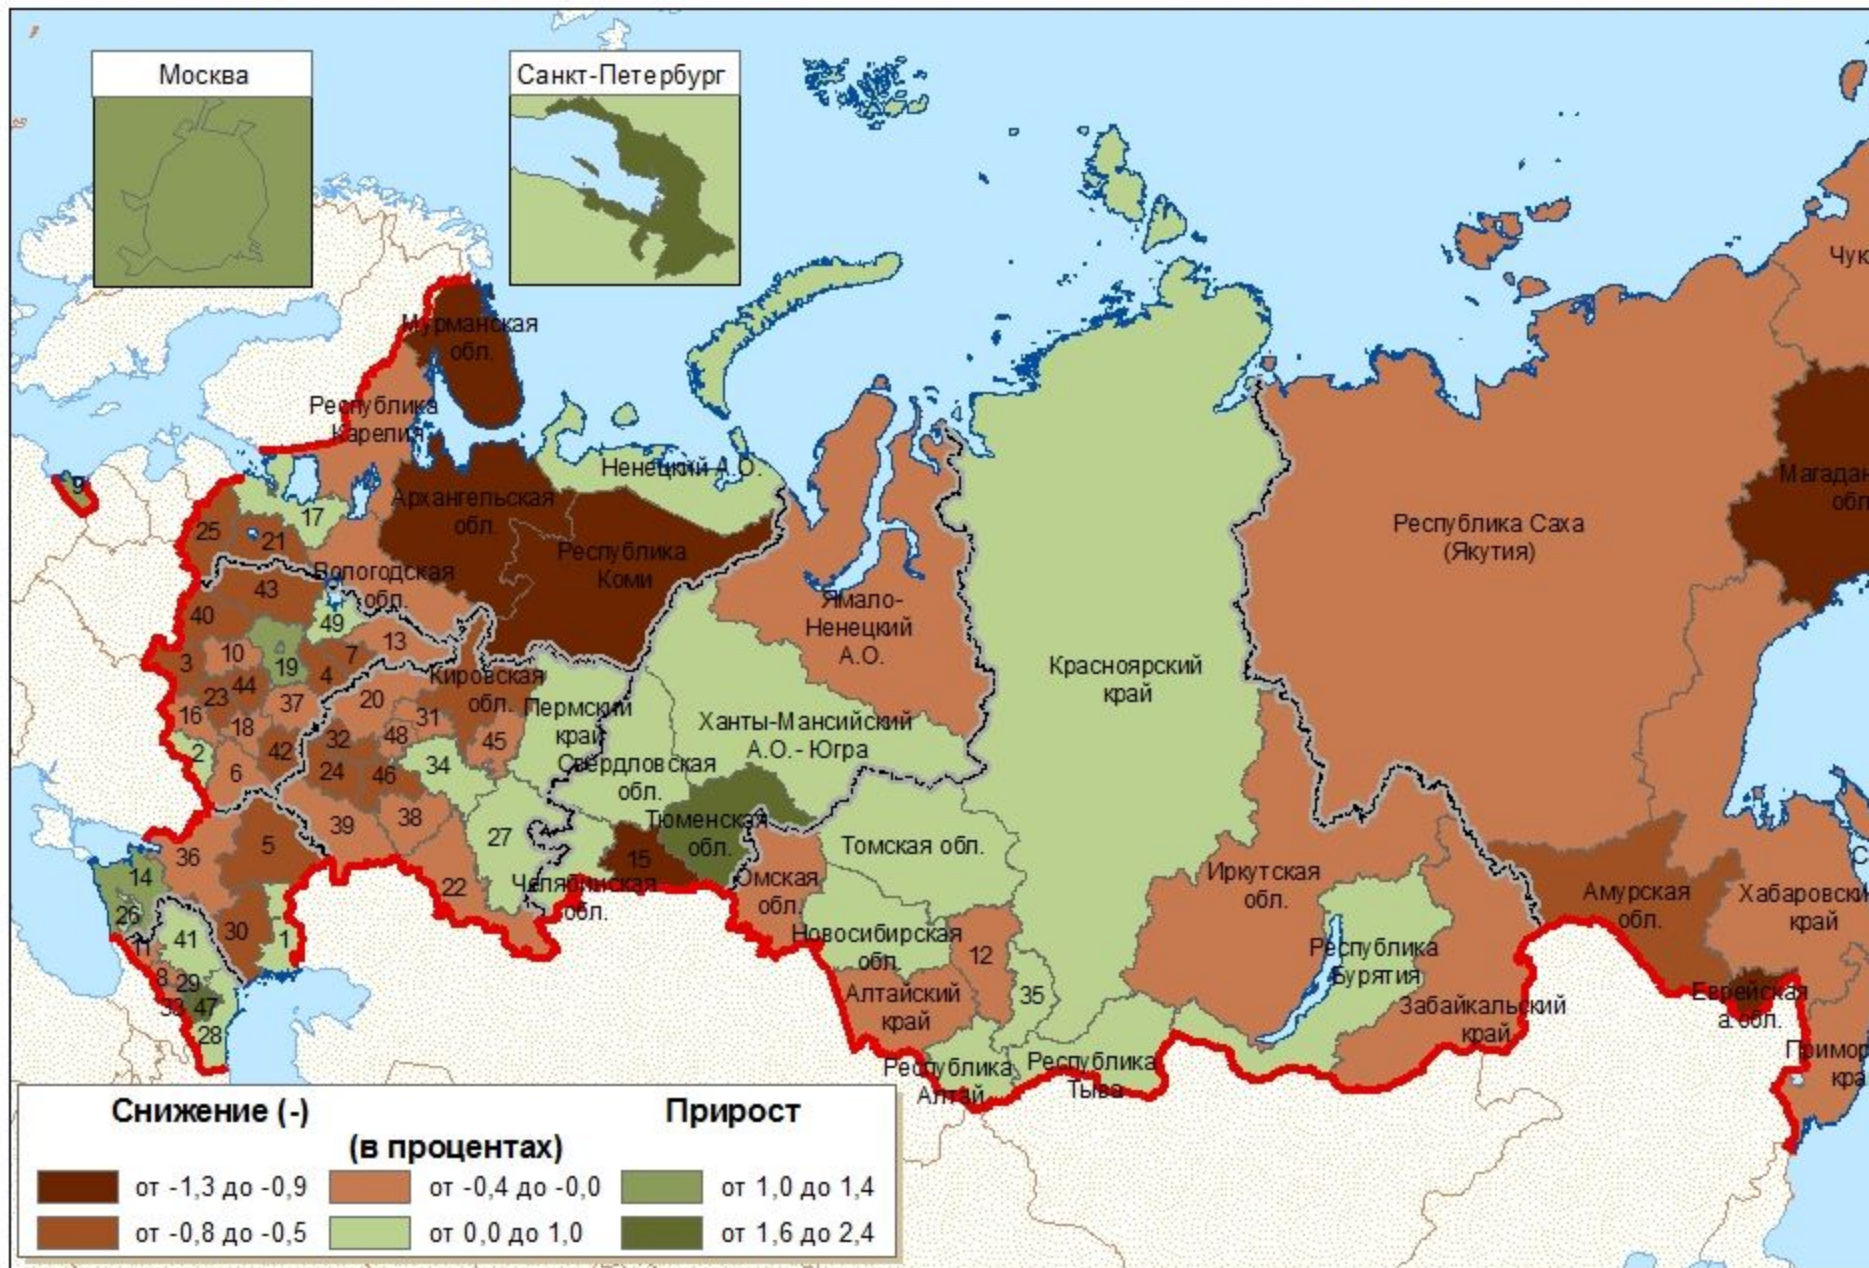 Москва
Санкт-Петербург
Чук
Мурманская
обл.
Республика
Карелия
Ненецкий А.О.
9
Архангельская
обл.
Магадан
обл.
17
25
21
Республика Саха
(Якутия)
Республика
Коми
Вологодская
обл.
43
40
49
Ямало-
Ненецкий
А.О.
13
10
19
7
3
4
Красноярский
край
Кировская
обл.
44
23
20
37
16
18
31
Пермский
край
Ханты-Мансийский
А.О.- Югра
32
48
45
2
42
6
24
46
34
Свердловская
обл.
39
38
27
Тюменская
обл.
5
36
15
Томская обл.
14
22
Челябинская
обл.
Омская
обл.
Иркутская
обл.
Амурская
обл.
Хабаровски
край
26
11
41
30
1
Новосибирская
обл.
12
Республика
Бурятия
8
29
33
47
28
Алтайский
край
35
Забайкальский
край
Еврейская
а.обл.
Республика
Алтай
Республика
Тыва
Примор
кра
Снижение (-)
Прирост
(в процентах)
от -1,3 до -0,9
от -0,4 до -0,0
от 1,0 до 1,4
от -0,8 до -0,5
от 0,0 до 1,0
от 1,6 до 2,4